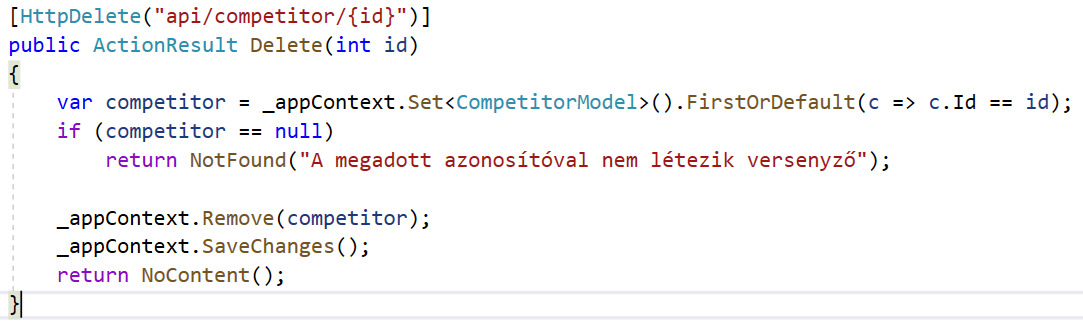 [HttpDelete("api/competitor/{id}")]
public ActionResult Delete(int id)
{
    var competitor = _appContext.Set<CompetitorModel>().FirstOrDefault(c => c.Id == id);
    if (competitor == null)
        return NotFound("A megadott azonosítóval nem létezik versenyző");

    _appContext.Remove(competitor);
    _appContext.SaveChanges();
    return NoContent();
}